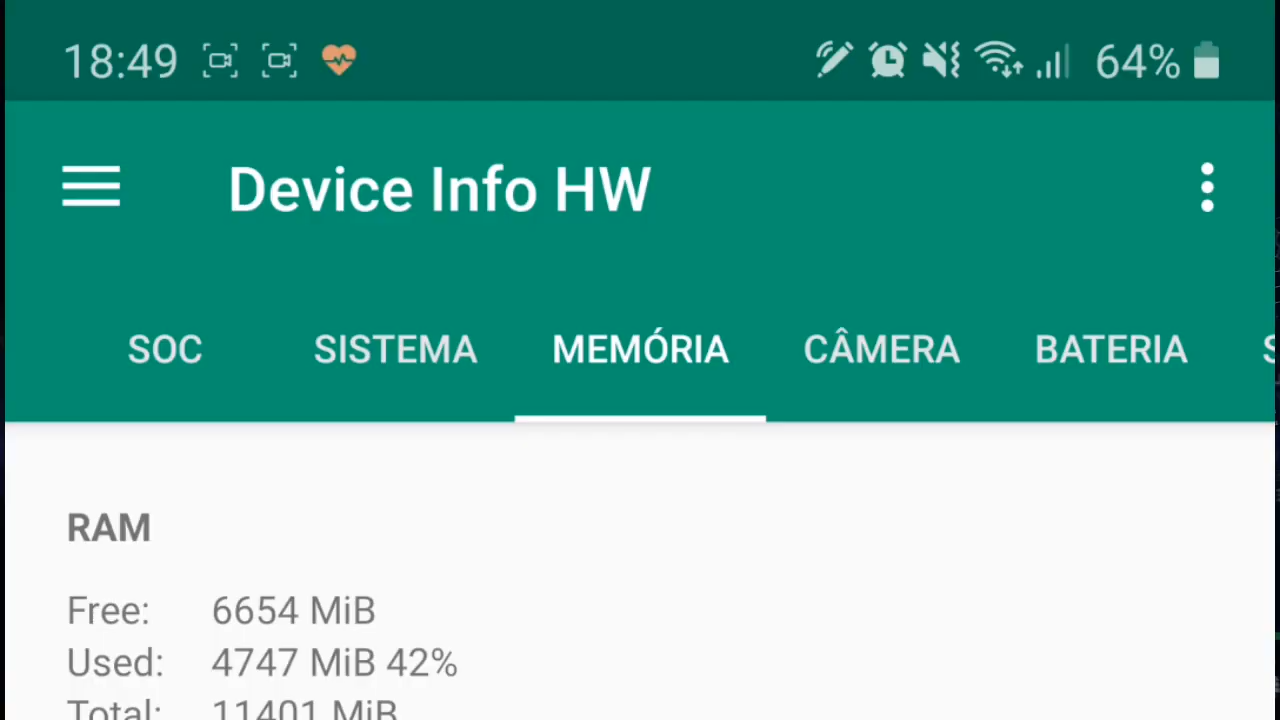 18:49 64%
Device Info HW
SOC SISTEMA MEMÓRIA CÂMERA BATERIA
RAM
Free: 6654 MiB
Used: 4747 MiB 42%
Total: 11401 MiB